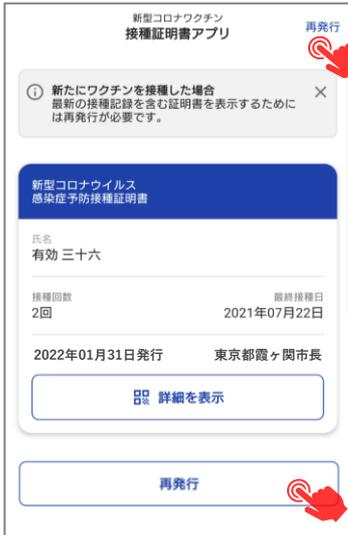 新型コロナワクチン
接種証明書アプリ
再発行
新たにワクチンを接種した場合
最新の接種記録を含む証明書を表示するために
は再発行が必要です。
新型コロナウイルス
感染症予防接種証明書
氏名
有効 三十六
接種回数
最終接種日
2回
2021年07月22日
2022年01月31日発行
東京都霞ヶ関市長
詳細を表示
再発行